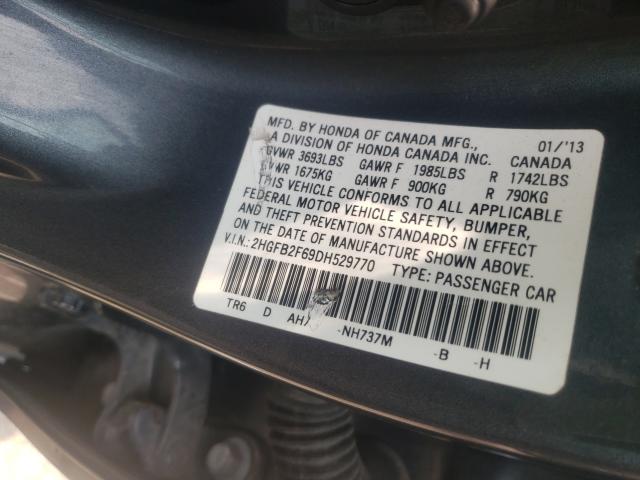 MFD. BY HONDA OF CANADA MFG., 01/'13
A DIVISION OF HONDA CANADA INC. CANADA
GVWR 3693LBS GAWR F 1985LBS R 1742LBS
GVWR 1675KG GAWR F 900KG R 790KG
THIS VEHICLE CONFORMS TO ALL APPLICABLE
FEDERAL MOTOR VEHICLE SAFETY, BUMPER,
AND THEFT PREVENTION STANDARDS IN EFFECT
ON THE DATE OF MANUFACTURE SHOWN ABOVE.
V.I.N.: 2HGFB2F69DH529770 TYPE: PASSENGER CAR
TR6 D AH -NH737M -B -H